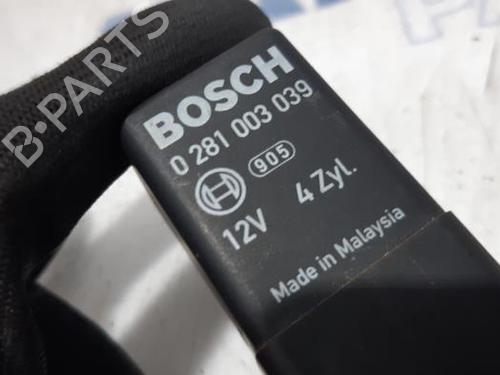 BOSCH
0 281 003 039
905
12V 4 Zyl.
Made in Malaysia
B·PARTS